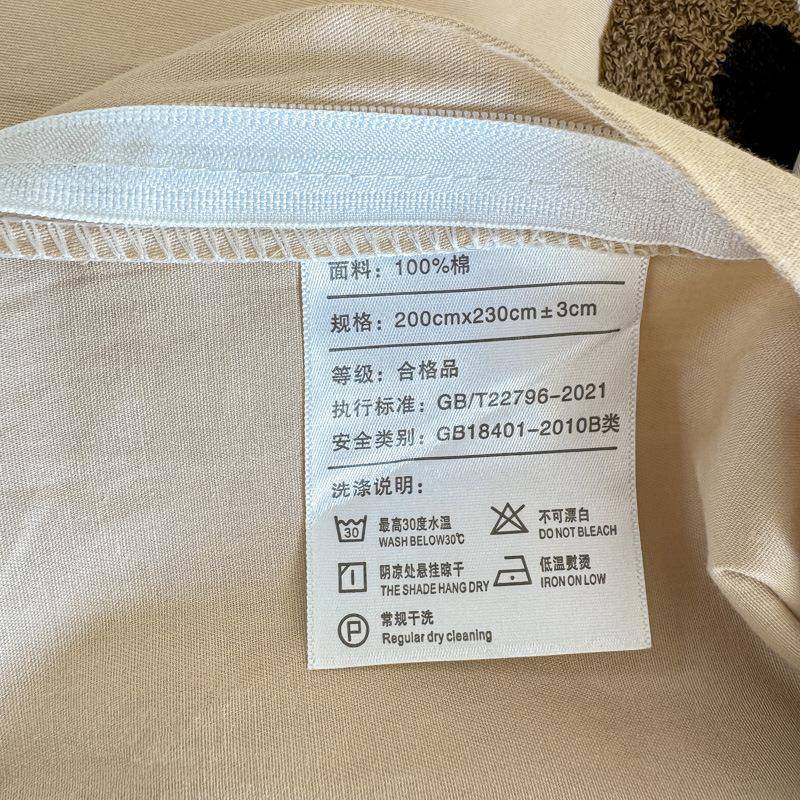 面料：100%棉
规格：200cmx230cm±3cm
等级：合格品
执行标准：GB/T22796-2021
安全类别：GB18401-2010B类
洗涤说明：
30 最高30度水温 不可漂白
WASH BELOW30℃ DO NOT BLEACH
阴凉处悬挂晾干 低温熨烫
THE SHADE HANG DRY IRON ON LOW
P 常规干洗
Regular dry cleaning